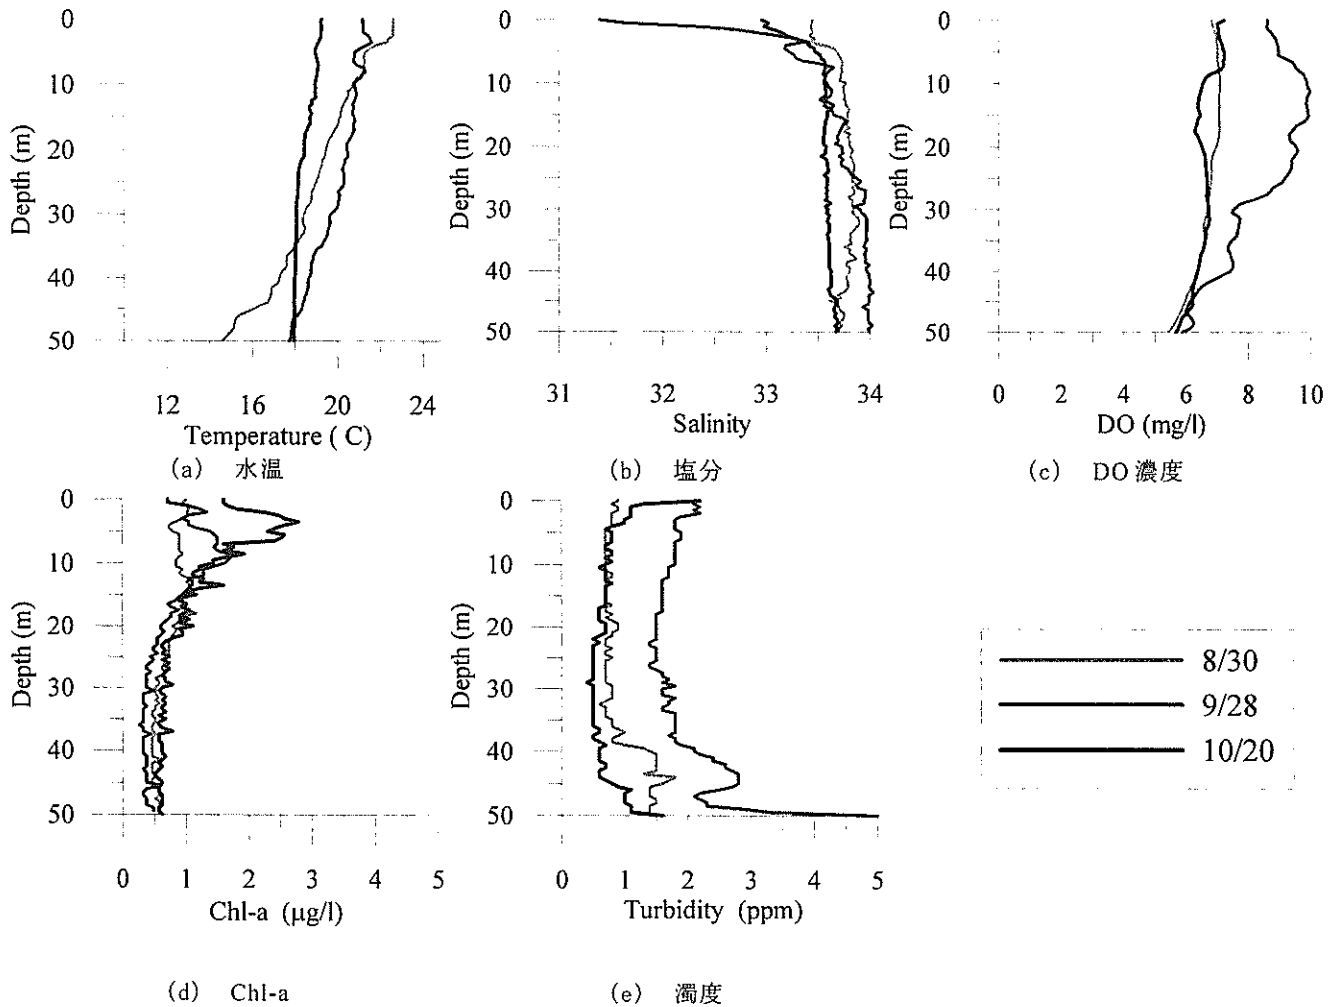 0
10
20
30
40
50
Depth (m)
12 16 20 24
Temperature ( C)
(a) 水温
0
10
20
30
40
50
Depth (m)
31 32 33 34
Salinity
(b) 塩分
0
10
20
30
40
50
Depth (m)
0 2 4 6 8 10
DO (mg/l)
(c) DO 濃度
0
10
20
30
40
50
Depth (m)
0 1 2 3 4 5
Chl-a (μg/l)
(d) Chl-a
0
10
20
30
40
50
Depth (m)
0 1 2 3 4 5
Turbidity (ppm)
(e) 濁度
8/30
9/28
10/20